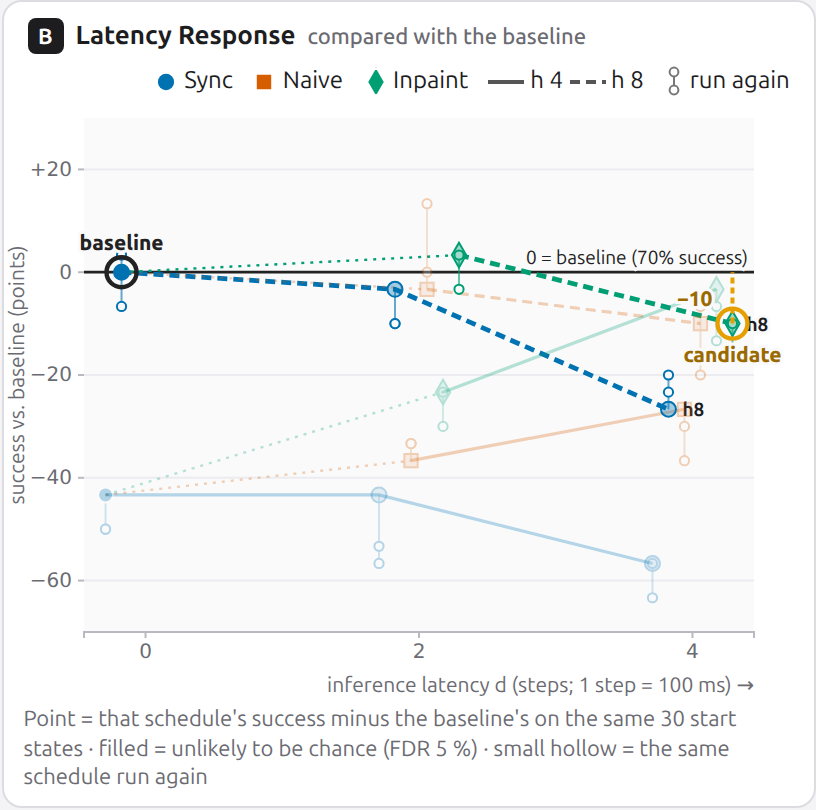 B Latency Response compared with the baseline
Sync Naive Inpaint h 4 h 8 run again
success vs. baseline (points)
+20
baseline
0 = baseline (70% success)
0
−10
h8
candidate
−20
h8
−40
−60
0 2 4
inference latency d (steps; 1 step = 100 ms) →
Point = that schedule's success minus the baseline's on the same 30 start
states · filled = unlikely to be chance (FDR 5 %) · small hollow = the same
schedule run again